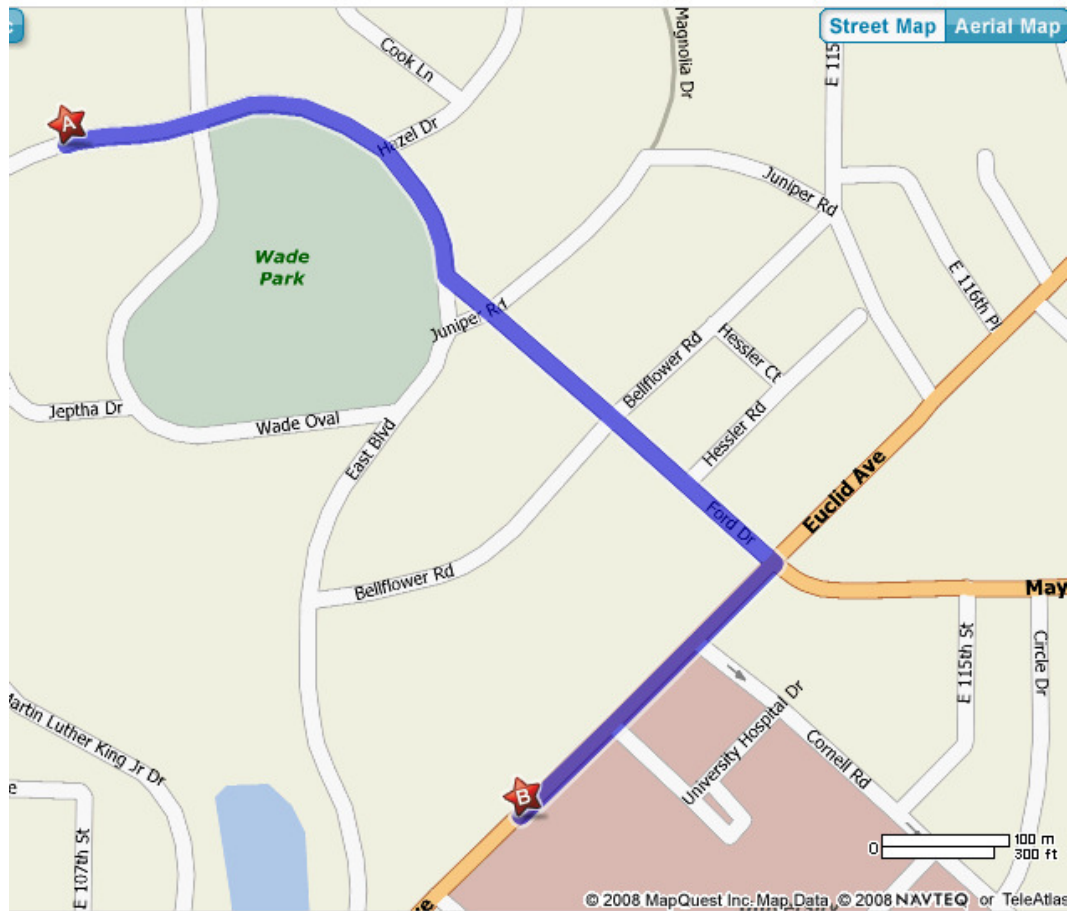 Street Map
Aerial Map
Magnolia Dr
Cook Ln
E 115
A
Hazel Dr
Juniper Rd
Wade
Park
E 116th Pl
Juniper Rd
Hessler Ct
Bellflower Rd
Jeptha Dr
Wade Oval
Hessler Rd
East Blvd
Euclid Ave
Ford Dr
Bellflower Rd
May
E 115th St
Circle Dr
University Hospital Dr
Cornell Rd
Martin Luther King Jr Dr
B
e
E 107th St
ve
0
100 m
300 ft
© 2008 MapQuest Inc. Map Data © 2008 NAVTEQ or TeleAtlas